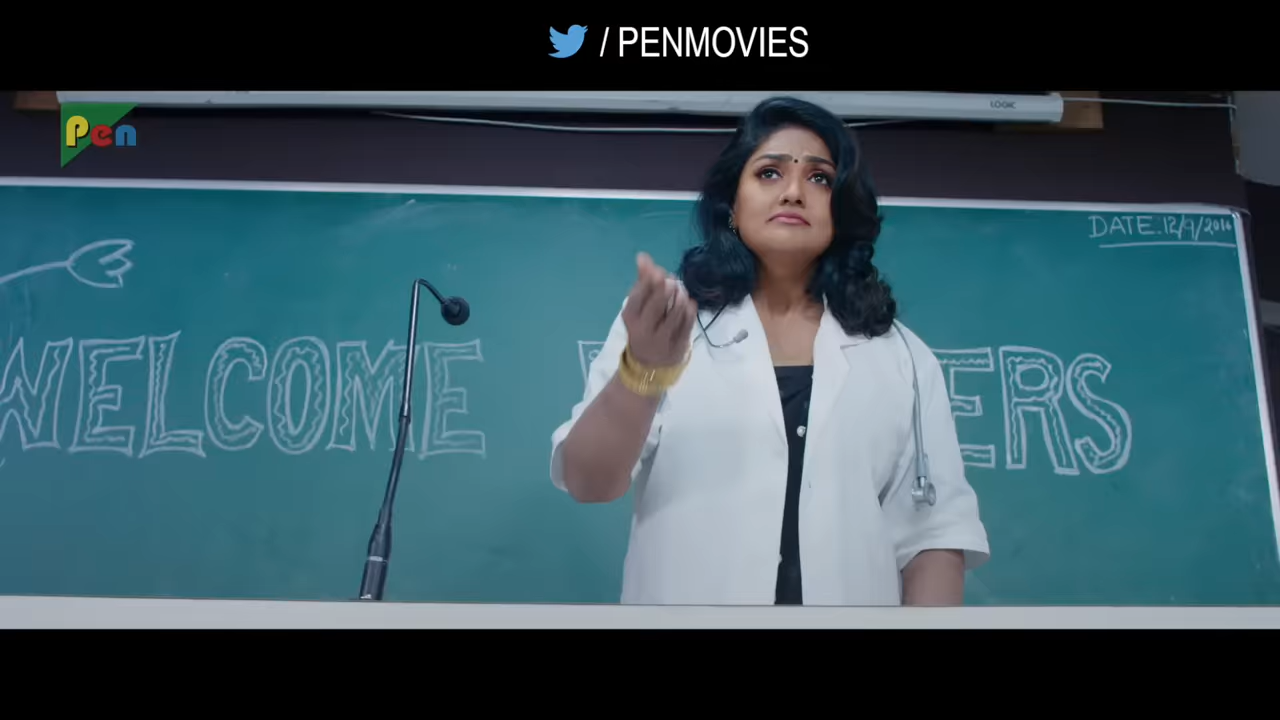 / PENMOVIES
Pen
LOGIC
DATE.12/9/2016
WELCOME
ERS